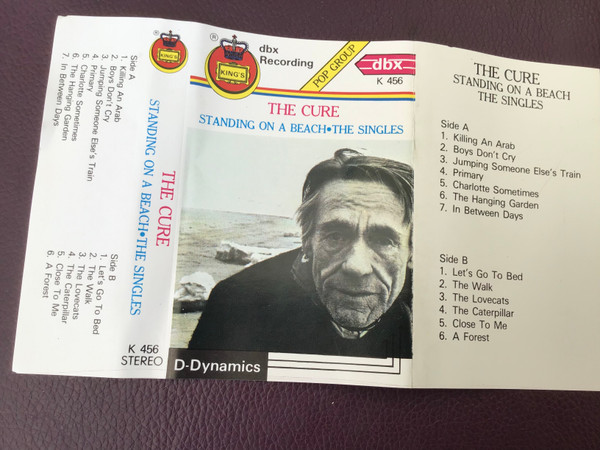 Side A
1. Killing An Arab
2. Boys Don't Cry
3. Jumping Someone Else's Train
4. Primary
5. Charlotte Sometimes
6. The Hanging Garden
7. In Between Days
Side B
1. Let's Go To Bed
2. The Walk
3. The Lovecats
4. The Caterpillar
5. Close To Me
6. A Forest
®
KING'S
THE CURE
STANDING ON A BEACH•THE SINGLES
K 456
STEREO
®
KING'S
dbx
Recording
POP GROUP
dbx
K 456
THE CURE
STANDING ON A BEACH•THE SINGLES
D-Dynamics
THE CURE
STANDING ON A BEACH
THE SINGLES
Side A
1. Killing An Arab
2. Boys Don't Cry
3. Jumping Someone Else's Train
4. Primary
5. Charlotte Sometimes
6. The Hanging Garden
7. In Between Days
Side B
1. Let's Go To Bed
2. The Walk
3. The Lovecats
4. The Caterpillar
5. Close To Me
6. A Forest